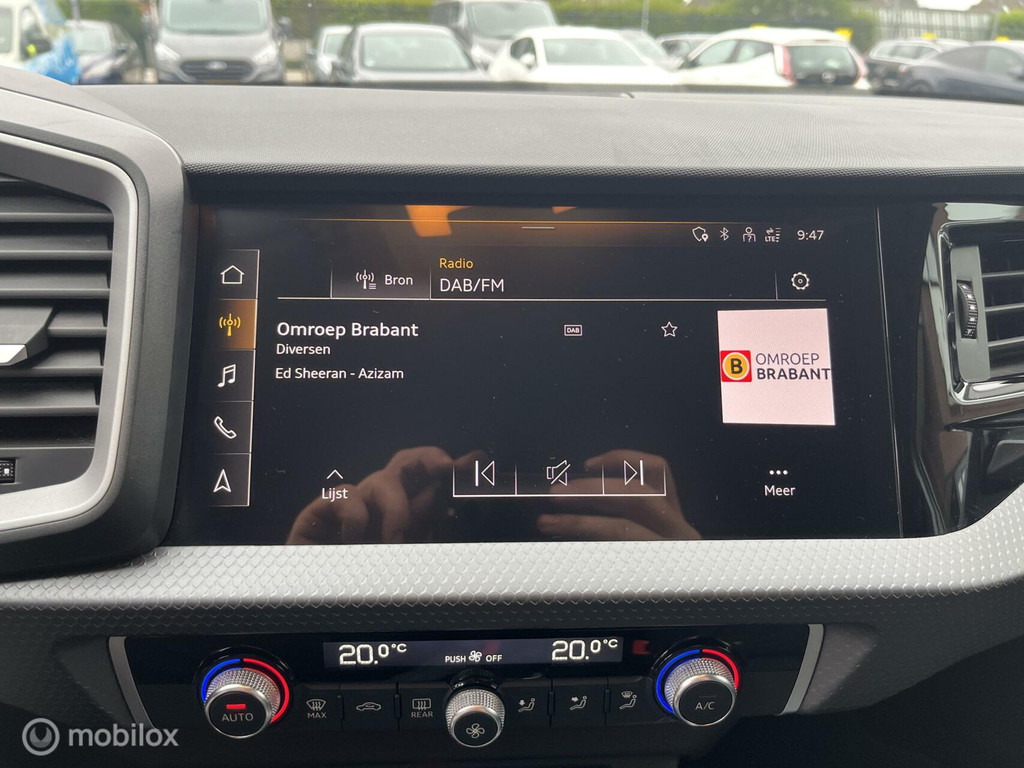 LTE
9:47
Bron
Radio
DAB/FM
Omroep Brabant
DAB
Diversen
Ed Sheeran - Azizam
B OMROEP
BRABANT
Lijst
Meer
20.0°C
PUSH OFF
20.0°C
AUTO
MAX
REAR
A/C
mobilox